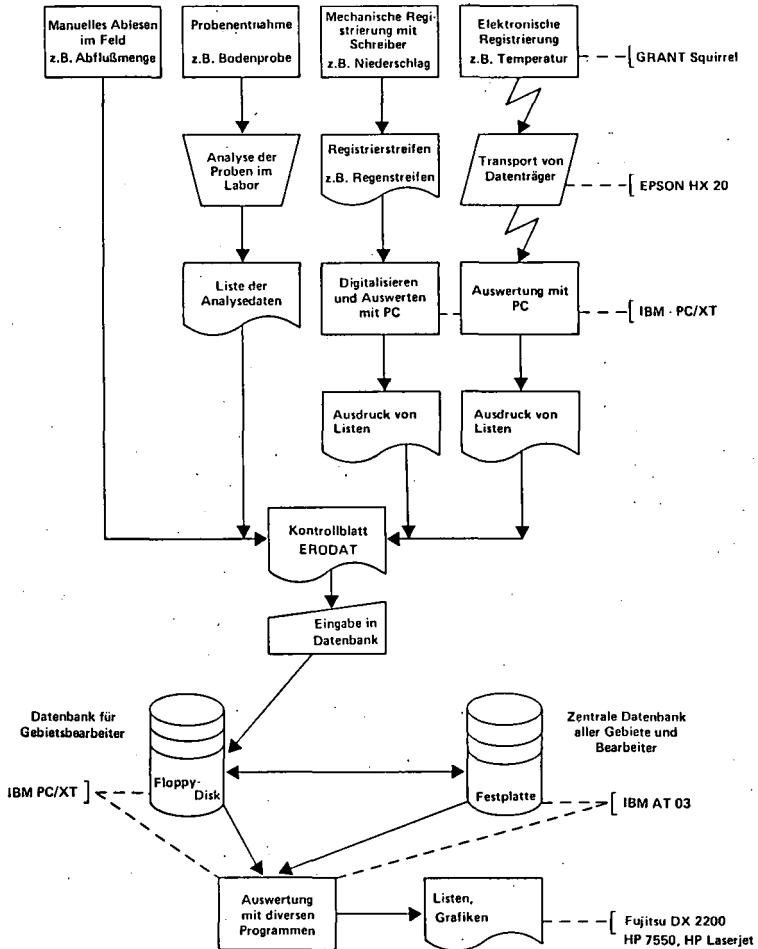 Manuelles Ablesen
im Feld
z.B. Abflußmenge
Probenentnahme
z.B. Bodenprobe
Mechanische Regi-
strierung mit
Schreiber
z.B. Niederschlag
Elektronische
Registrierung
z.B. Temperatur
GRANT Squirrel
Analyse der
Proben im
Labor
Registrierstreifen
z.B. Regenstreifen
Transport von
Datenträger
EPSON HX 20
Liste der
Analysedaten
Digitalisieren
und Auswerten
mit PC
Auswertung mit
PC
IBM - PC/XT
Ausdruck von
Listen
Ausdruck von
Listen
Kontrollblatt
ERODAT
Eingabe in
Datenbank
Datenbank für
Gebietsbearbeiter
Floppy-
Disk
IBM PC/XT
Zentrale Datenbank
aller Gebiete und
Bearbeiter
Festplatte
IBM AT 03
Auswertung
mit diversen
Programmen
Listen,
Grafiken
Fujitsu DX 2200
HP 7550, HP Laserjet